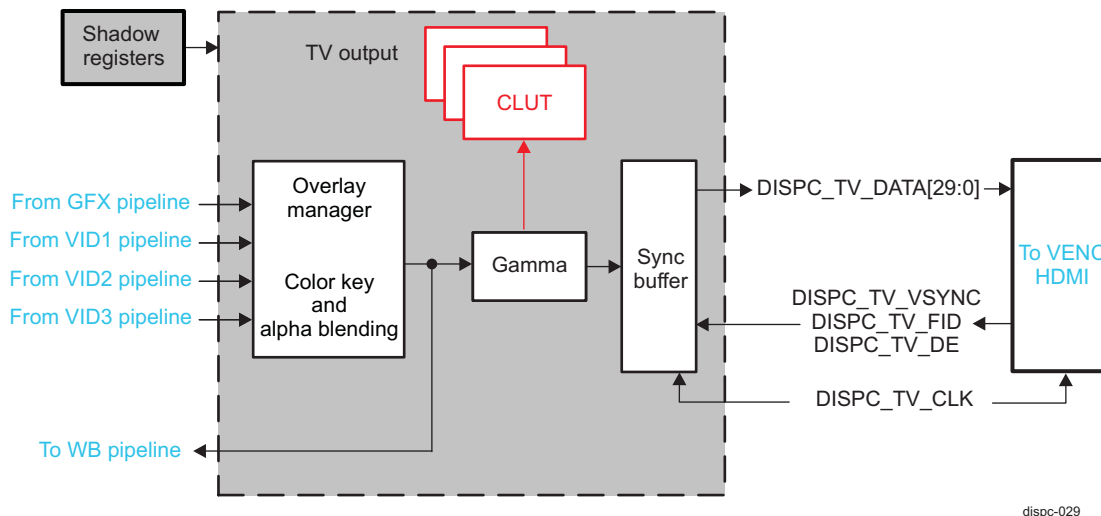 Shadow
registers
TV output
CLUT
Overlay
manager
Color key
and
alpha blending
From GFX pipeline
From VID1 pipeline
From VID2 pipeline
From VID3 pipeline
Gamma
Sync
buffer
DISPC_TV_DATA[29:0]
To VENC
HDMI
DISPC_TV_VSYNC
DISPC_TV_FID
DISPC_TV_DE
DISPC_TV_CLK
To WB pipeline
dispc-029